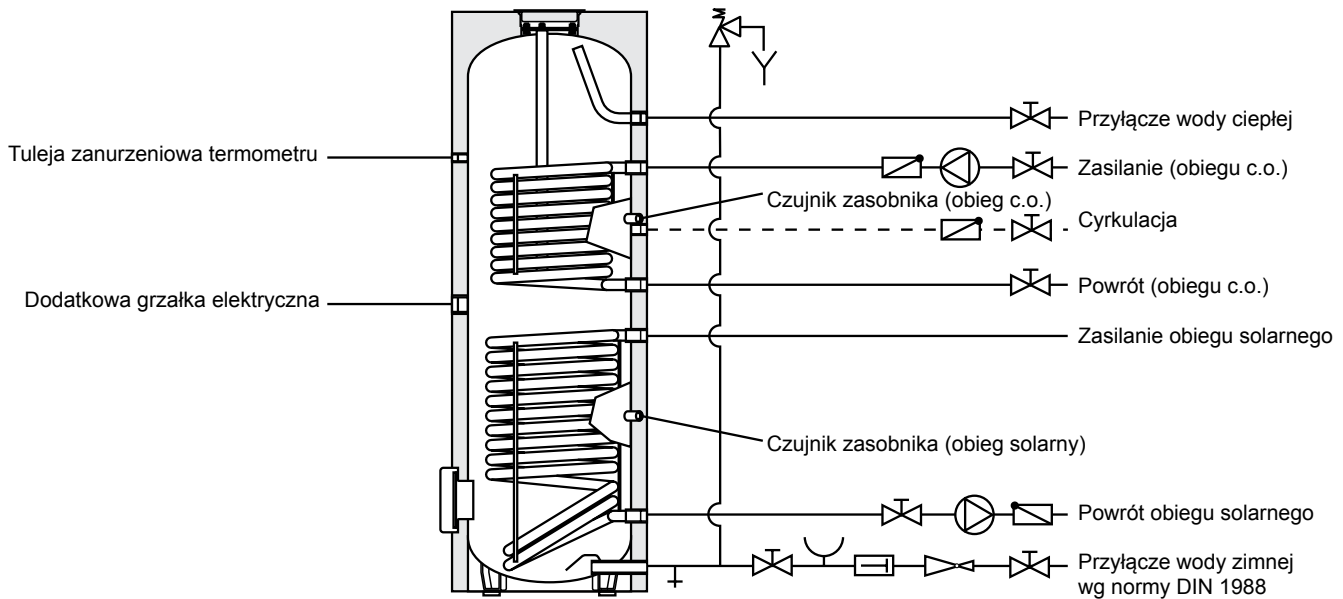 Przyłącze wody ciepłej
Tuleja zanurzeniowa termometru
Zasilanie (obiegu c.o.)
Czujnik zasobnika (obieg c.o.)
Cyrkulacja
Dodatkowa grzałka elektryczna
Powrót (obiegu c.o.)
Zasilanie obiegu solarnego
Czujnik zasobnika (obieg solarny)
Powrót obiegu solarnego
Przyłącze wody zimnej
wg normy DIN 1988